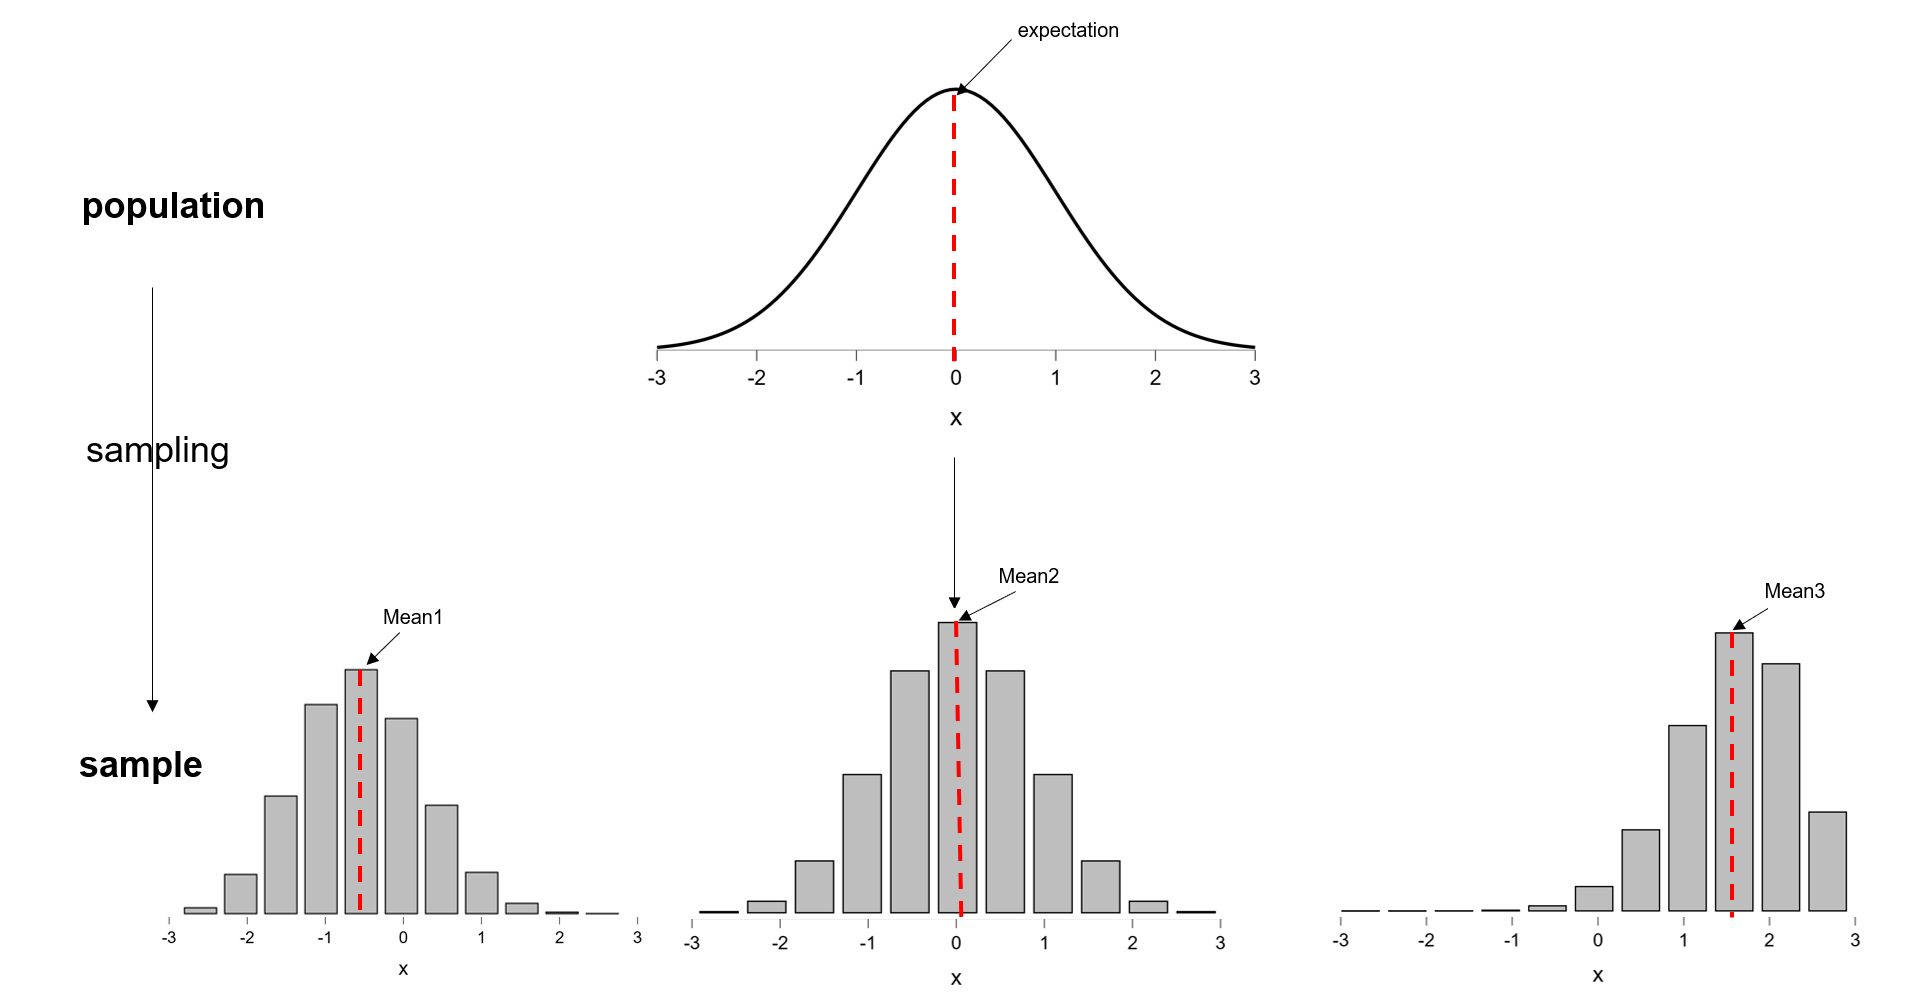 expectation
population
-3 -2 -1 0 1 2 3
x
sampling
Mean1
Mean2
Mean3
sample
-3 -2 -1 0 1 2 3
x
-3 -2 -1 0 1 2 3
x
-3 -2 -1 0 1 2 3
x